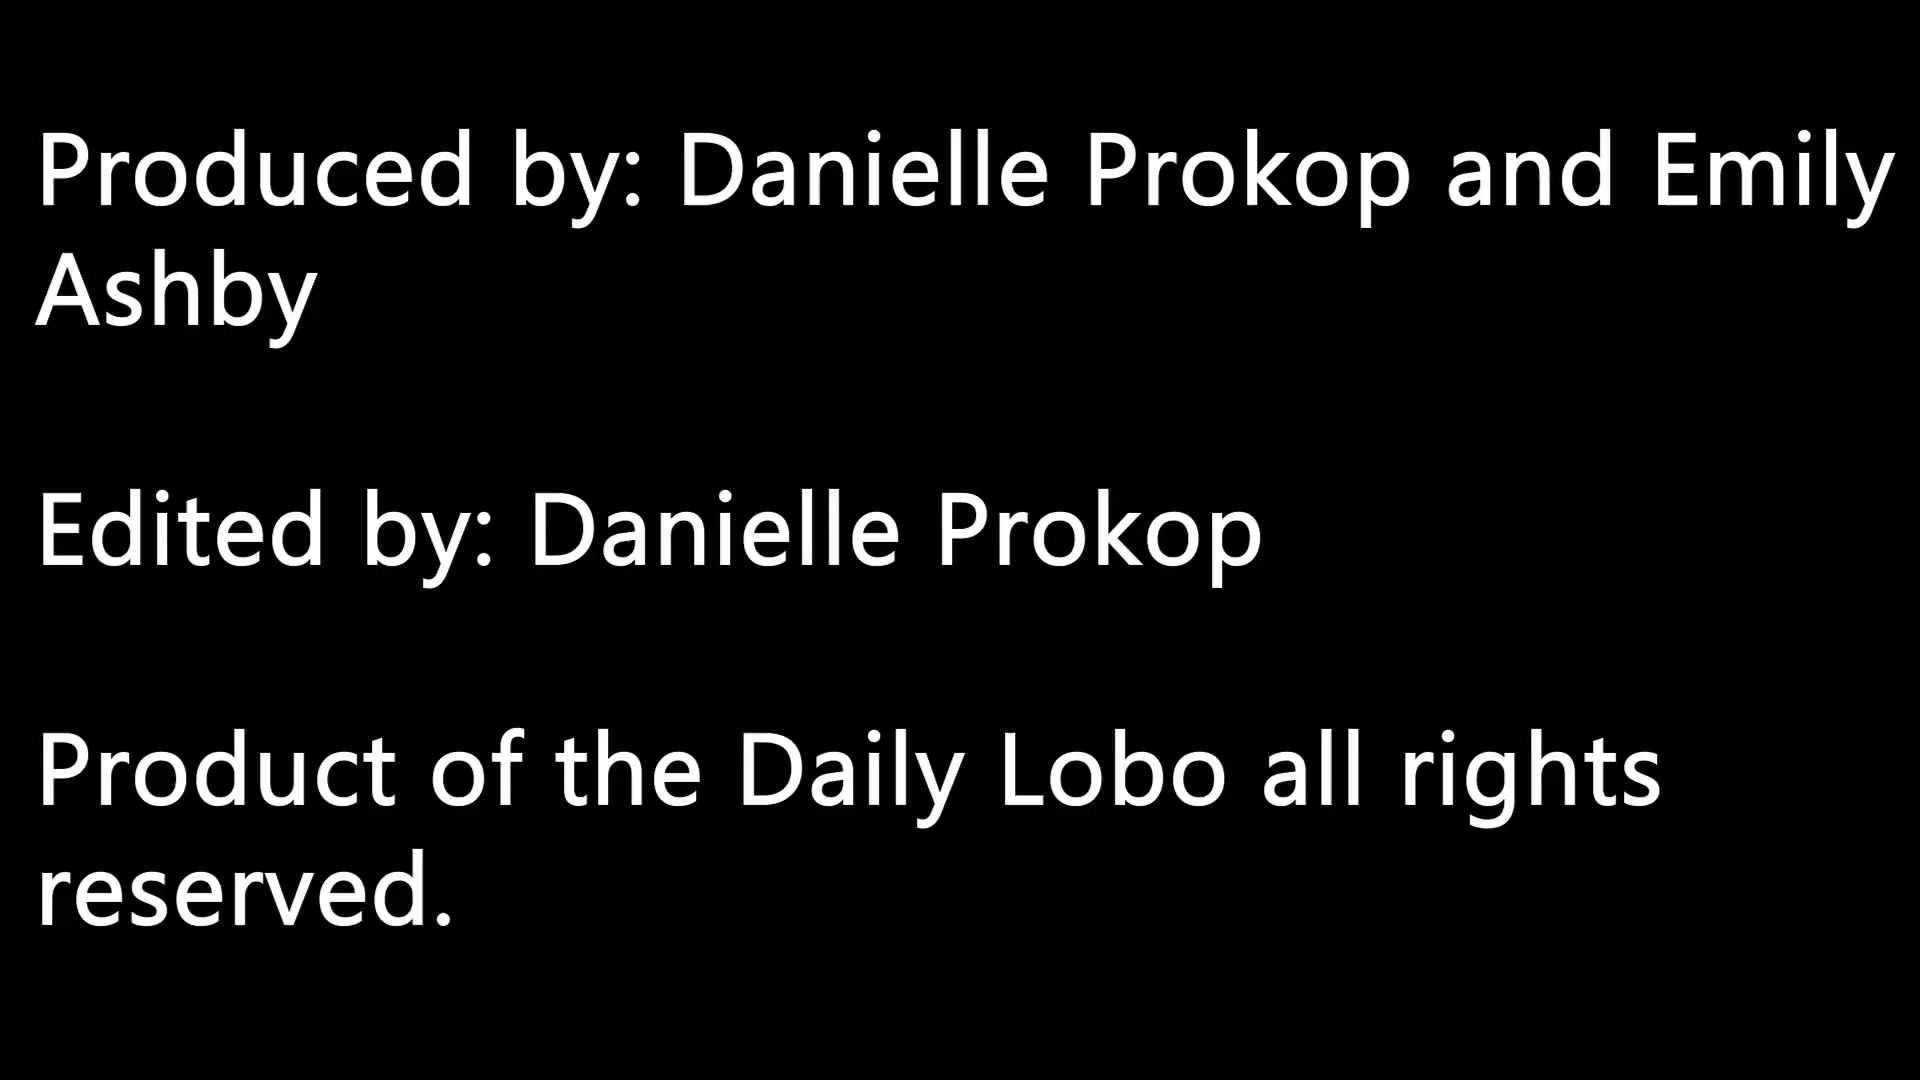 Produced by: Danielle Prokop and Emily
Ashby
Edited by: Danielle Prokop
Product of the Daily Lobo all rights
reserved.